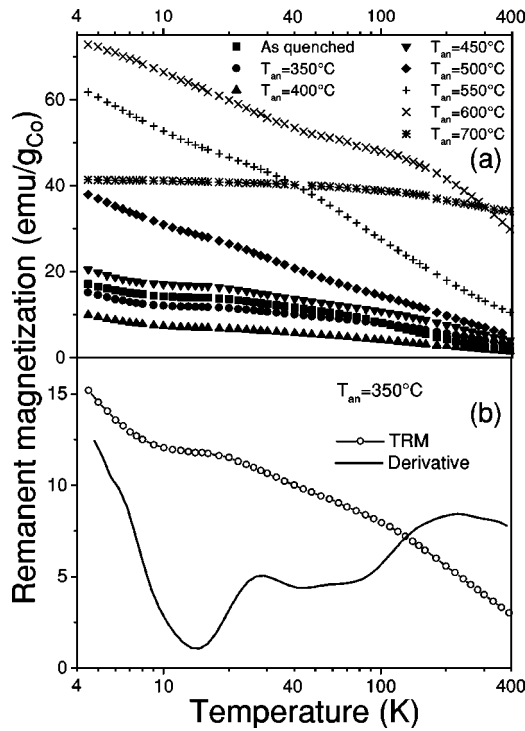 4 10 40 100 400
As quenched
T_an=350°C
T_an=400°C
T_an=450°C
T_an=500°C
T_an=550°C
T_an=600°C
T_an=700°C
(a)
60
40
20
0
Remanent magnetization (emu/g_Co)
T_an=350°C
(b)
TRM
Derivative
15
10
5
0
4 10 40 100 400
Temperature (K)